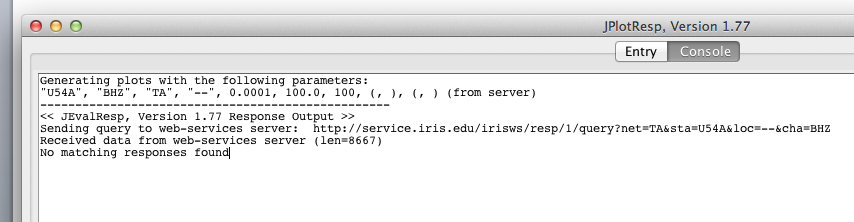 JPlotResp, Version 1.77
Entry Console
Generating plots with the following parameters:
"U54A", "BHZ", "TA", "--", 0.0001, 100.0, 100, (, ), (, ) (from server)
--------------------------------------------------
<< JEvalResp, Version 1.77 Response Output >>
Sending query to web-services server:  http://service.iris.edu/irisws/resp/1/query?net=TA&sta=U54A&loc=--&cha=BHZ
Received data from web-services server (len=8667)
No matching responses found